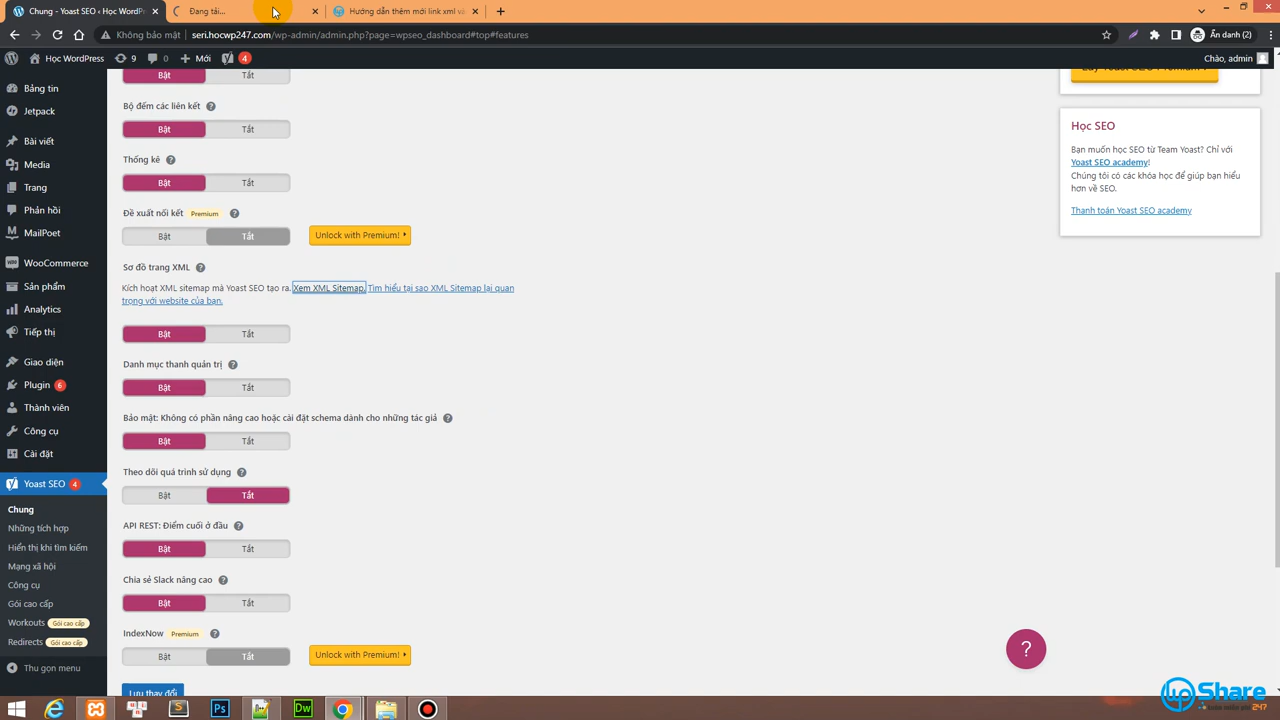 Chung - Yoast SEO ‹ Học WordPr
Đang tải...
Hướng dẫn thêm mới link xml và
Không bảo mật
seri.hocwp247.com/wp-admin/admin.php?page=wpseo_dashboard#top#features
Ẩn danh (2)
Học WordPress
9
0
Mới
4
Chào, admin
Bảng tin
Jetpack
Bài viết
Media
Trang
Phản hồi
MailPoet
WooCommerce
Sản phẩm
Analytics
Tiếp thị
Giao diện
Plugin 6
Thành viên
Công cụ
Cài đặt
Yoast SEO 4
Chung
Những tích hợp
Hiển thị khi tìm kiếm
Mạng xã hội
Công cụ
Gói cao cấp
Workouts Gói cao cấp
Redirects Gói cao cấp
Thu gọn menu
Bật Tắt
Bộ đếm các liên kết ?
Bật Tắt
Thống kê ?
Bật Tắt
Đề xuất nối kết Premium ?
Bật Tắt Unlock with Premium!
Sơ đồ trang XML ?
Kích hoạt XML sitemap mà Yoast SEO tạo ra. Xem XML Sitemap. Tìm hiểu tại sao XML Sitemap lại quan
trọng với website của bạn.
Bật Tắt
Danh mục thanh quản trị ?
Bật Tắt
Bảo mật: Không có phần nâng cao hoặc cài đặt schema dành cho những tác giả ?
Bật Tắt
Theo dõi quá trình sử dụng ?
Bật Tắt
API REST: Điểm cuối ở đầu ?
Bật Tắt
Chia sẻ Slack nâng cao ?
Bật Tắt
IndexNow Premium ?
Bật Tắt Unlock with Premium!
Lưu thay đổi
Học SEO
Bạn muốn học SEO từ Team Yoast? Chỉ với
Yoast SEO academy!
Chúng tôi có các khóa học để giúp bạn hiểu
hơn về SEO.
Thanh toán Yoast SEO academy
?
upShare
Ps
Dw